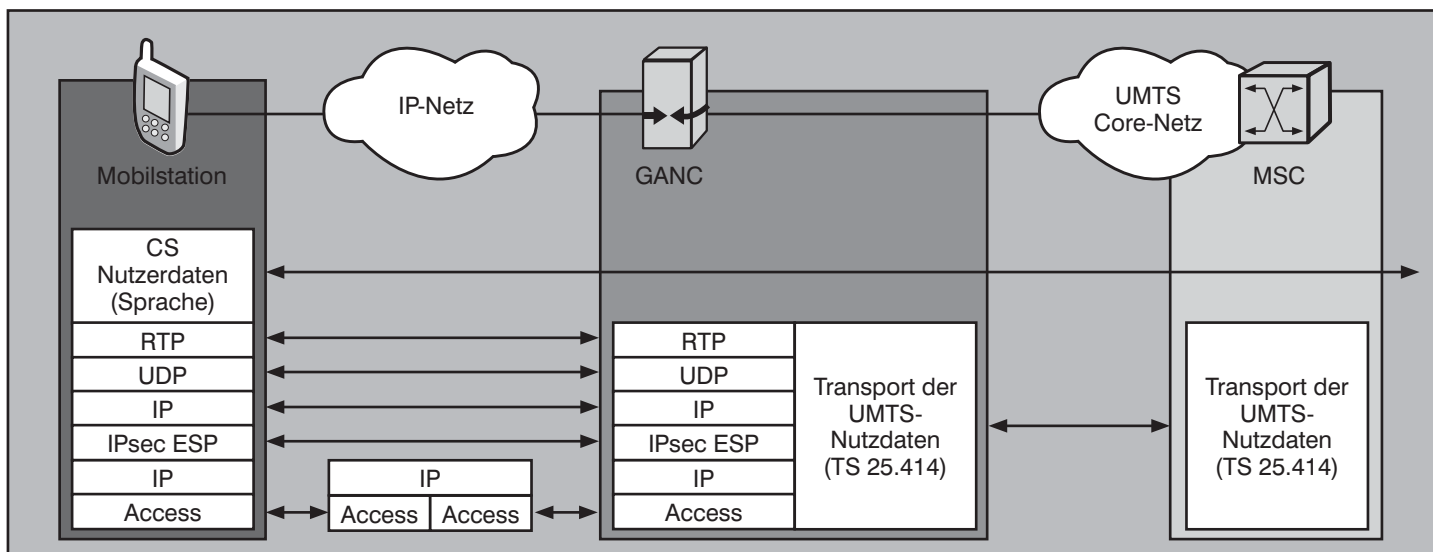 IP-Netz
UMTS
Core-Netz
Mobilstation
GANC
MSC
CS
Nutzerdaten
(Sprache)
RTP
UDP
IP
IPsec ESP
IP
Access
IP
Access
Access
RTP
UDP
IP
IPsec ESP
IP
Access
Transport der
UMTS-
Nutzdaten
(TS 25.414)
Transport der
UMTS-
Nutzdaten
(TS 25.414)